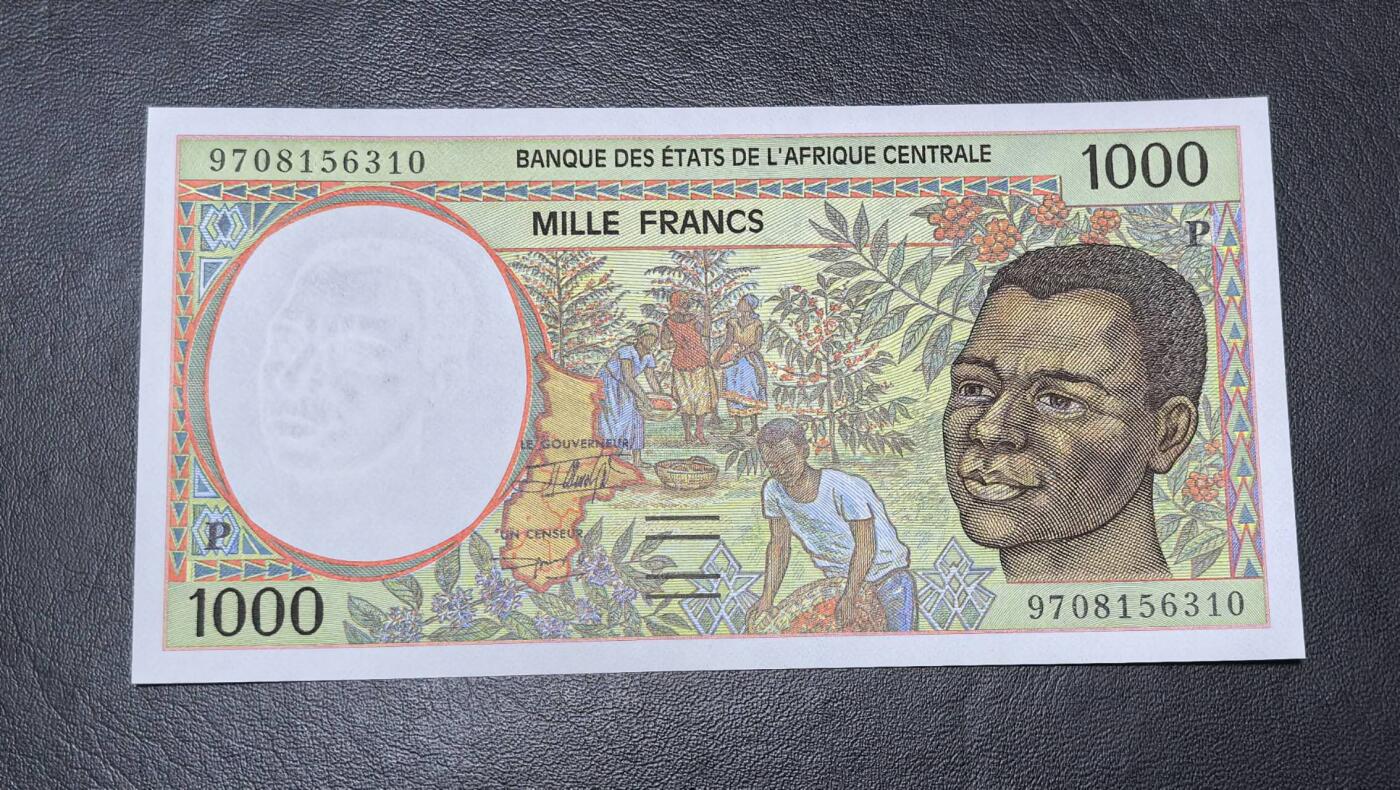 9708156310
BANQUE DES ÉTATS DE L'AFRIQUE CENTRALE
1000
MILLE FRANCS
P
LE GOUVERNEUR
UN CENSEUR
P
1000
9708156310